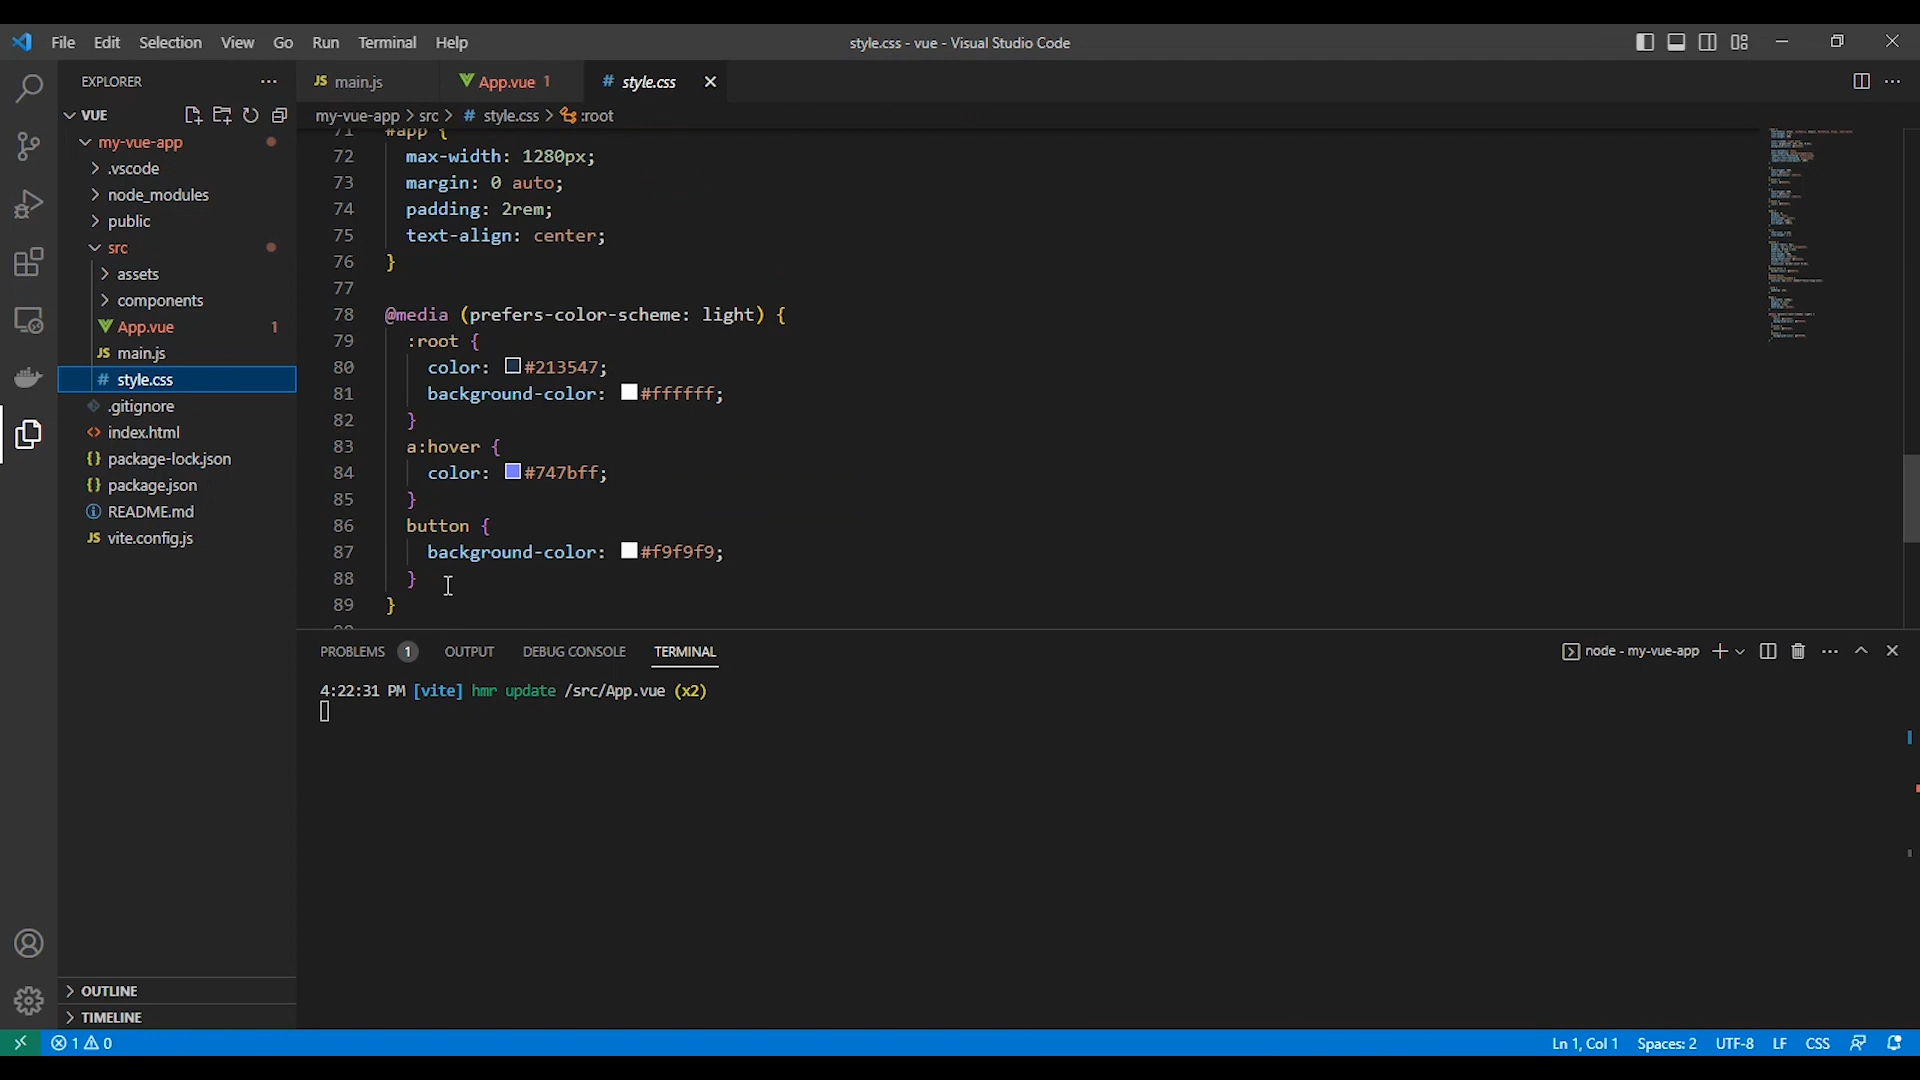 File Edit Selection View Go Run Terminal Help
style.css - vue - Visual Studio Code
EXPLORER
VUE
my-vue-app
.vscode
node_modules
public
src
assets
components
App.vue 1
main.js
style.css
.gitignore
index.html
package-lock.json
package.json
README.md
vite.config.js
OUTLINE
TIMELINE
main.js App.vue 1 style.css
my-vue-app > src > # style.css > :root
71 #app {
72 max-width: 1280px;
73 margin: 0 auto;
74 padding: 2rem;
75 text-align: center;
76 }
77
78 @media (prefers-color-scheme: light) {
79 :root {
80 color: #213547;
81 background-color: #ffffff;
82 }
83 a:hover {
84 color: #747bff;
85 }
86 button {
87 background-color: #f9f9f9;
88 }
89 }
PROBLEMS 1 OUTPUT DEBUG CONSOLE TERMINAL
node - my-vue-app
4:22:31 PM [vite] hmr update /src/App.vue (x2)
1 0
Ln 1, Col 1 Spaces: 2 UTF-8 LF CSS